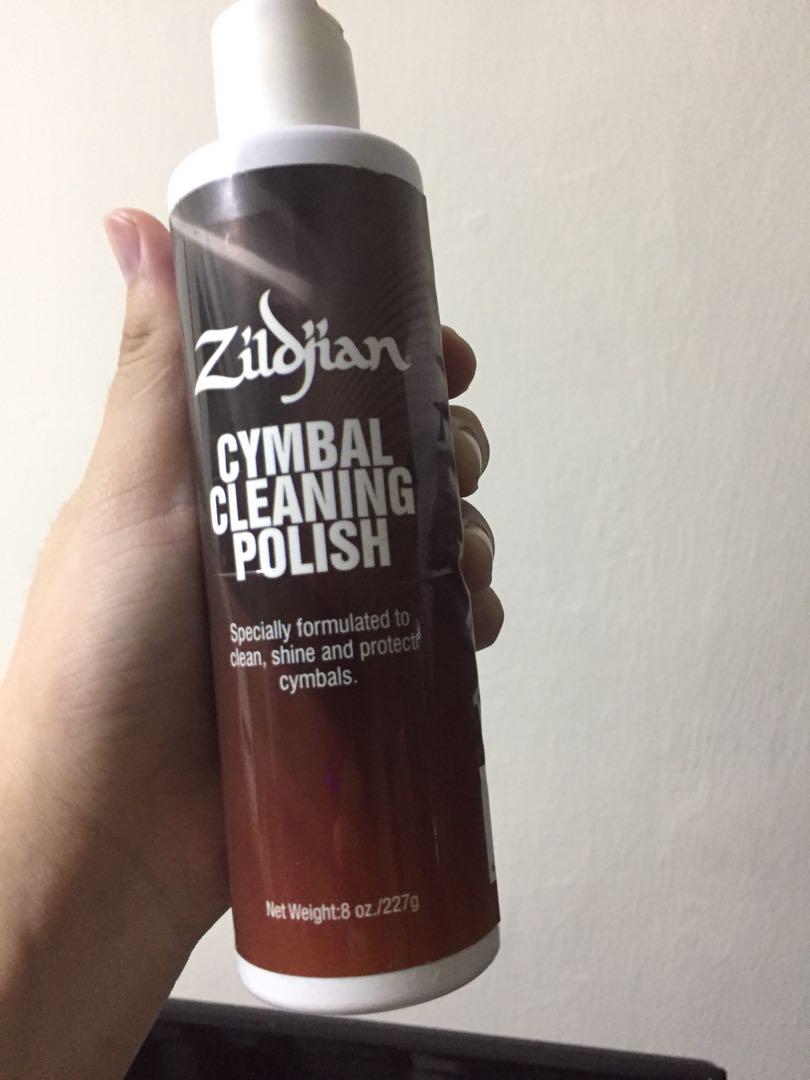 Zildjian
CYMBAL
CLEANING
POLISH
Specially formulated to
clean, shine and protect
cymbals.
Net Weight:8 oz./227g